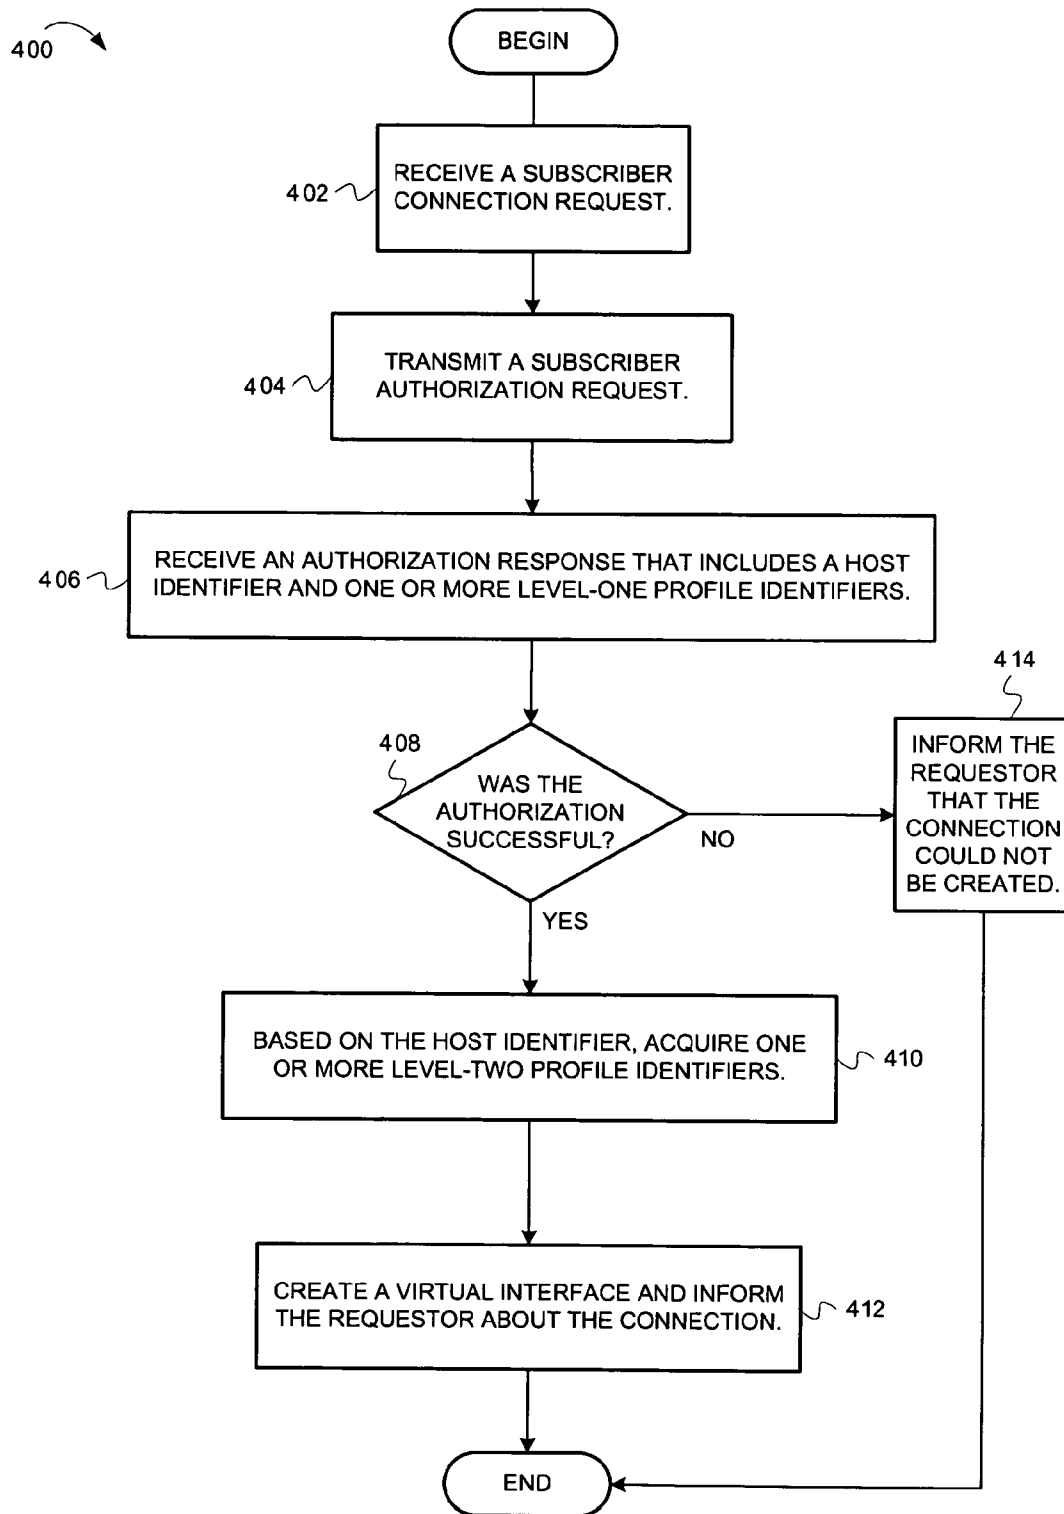 400
BEGIN
402
RECEIVE A SUBSCRIBER
CONNECTION REQUEST.
404
TRANSMIT A SUBSCRIBER
AUTHORIZATION REQUEST.
406
RECEIVE AN AUTHORIZATION RESPONSE THAT INCLUDES A HOST
IDENTIFIER AND ONE OR MORE LEVEL-ONE PROFILE IDENTIFIERS.
408
WAS THE
AUTHORIZATION
SUCCESSFUL?
NO
YES
414
INFORM THE
REQUESTOR
THAT THE
CONNECTION
COULD NOT
BE CREATED.
BASED ON THE HOST IDENTIFIER, ACQUIRE ONE
OR MORE LEVEL-TWO PROFILE IDENTIFIERS.
410
CREATE A VIRTUAL INTERFACE AND INFORM
THE REQUESTOR ABOUT THE CONNECTION.
412
END